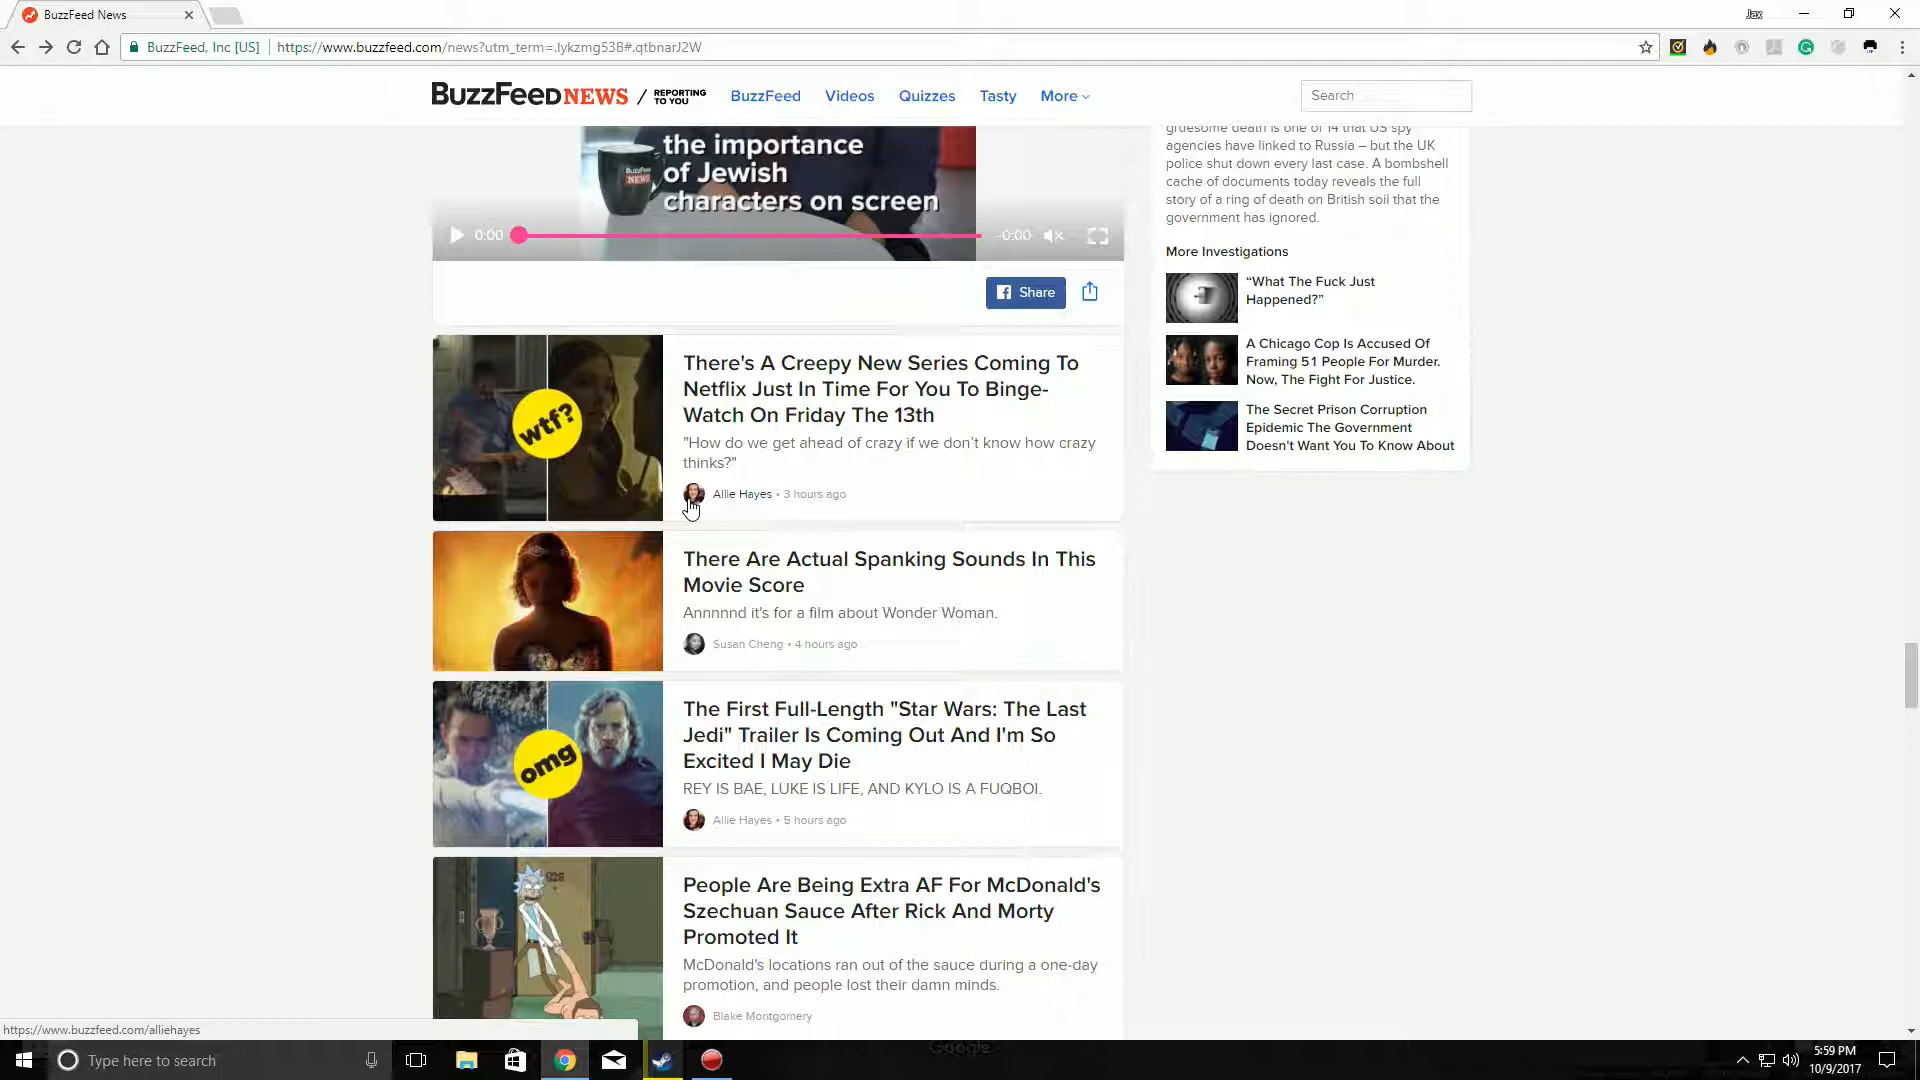 BuzzFeed News
Jax
BuzzFeed, Inc [US]
https://www.buzzfeed.com/news?utm_term=.lykzmg538#.qtbnarJ2W
BuzzFeedNEWS / REPORTING TO YOU
BuzzFeed
Videos
Quizzes
Tasty
More
Search
the importance
of Jewish
characters on screen
BuzzFeed
NEWS
0:00
-0:00
Share
There's A Creepy New Series Coming To
Netflix Just In Time For You To Binge-
Watch On Friday The 13th
"How do we get ahead of crazy if we don't know how crazy
thinks?"
Allie Hayes • 3 hours ago
wtf?
There Are Actual Spanking Sounds In This
Movie Score
Annnnnd it's for a film about Wonder Woman.
Susan Cheng • 4 hours ago
The First Full-Length "Star Wars: The Last
Jedi" Trailer Is Coming Out And I'm So
Excited I May Die
REY IS BAE, LUKE IS LIFE, AND KYLO IS A FUQBOI.
Allie Hayes • 5 hours ago
omg
People Are Being Extra AF For McDonald's
Szechuan Sauce After Rick And Morty
Promoted It
McDonald's locations ran out of the sauce during a one-day
promotion, and people lost their damn minds.
Blake Montgomery
gruesome death is one of 14 that US spy
agencies have linked to Russia – but the UK
police shut down every last case. A bombshell
cache of documents today reveals the full
story of a ring of death on British soil that the
government has ignored.
More Investigations
“What The Fuck Just
Happened?”
A Chicago Cop Is Accused Of
Framing 51 People For Murder.
Now, The Fight For Justice.
The Secret Prison Corruption
Epidemic The Government
Doesn't Want You To Know About
https://www.buzzfeed.com/alliehayes
Google
Type here to search
5:59 PM
10/9/2017